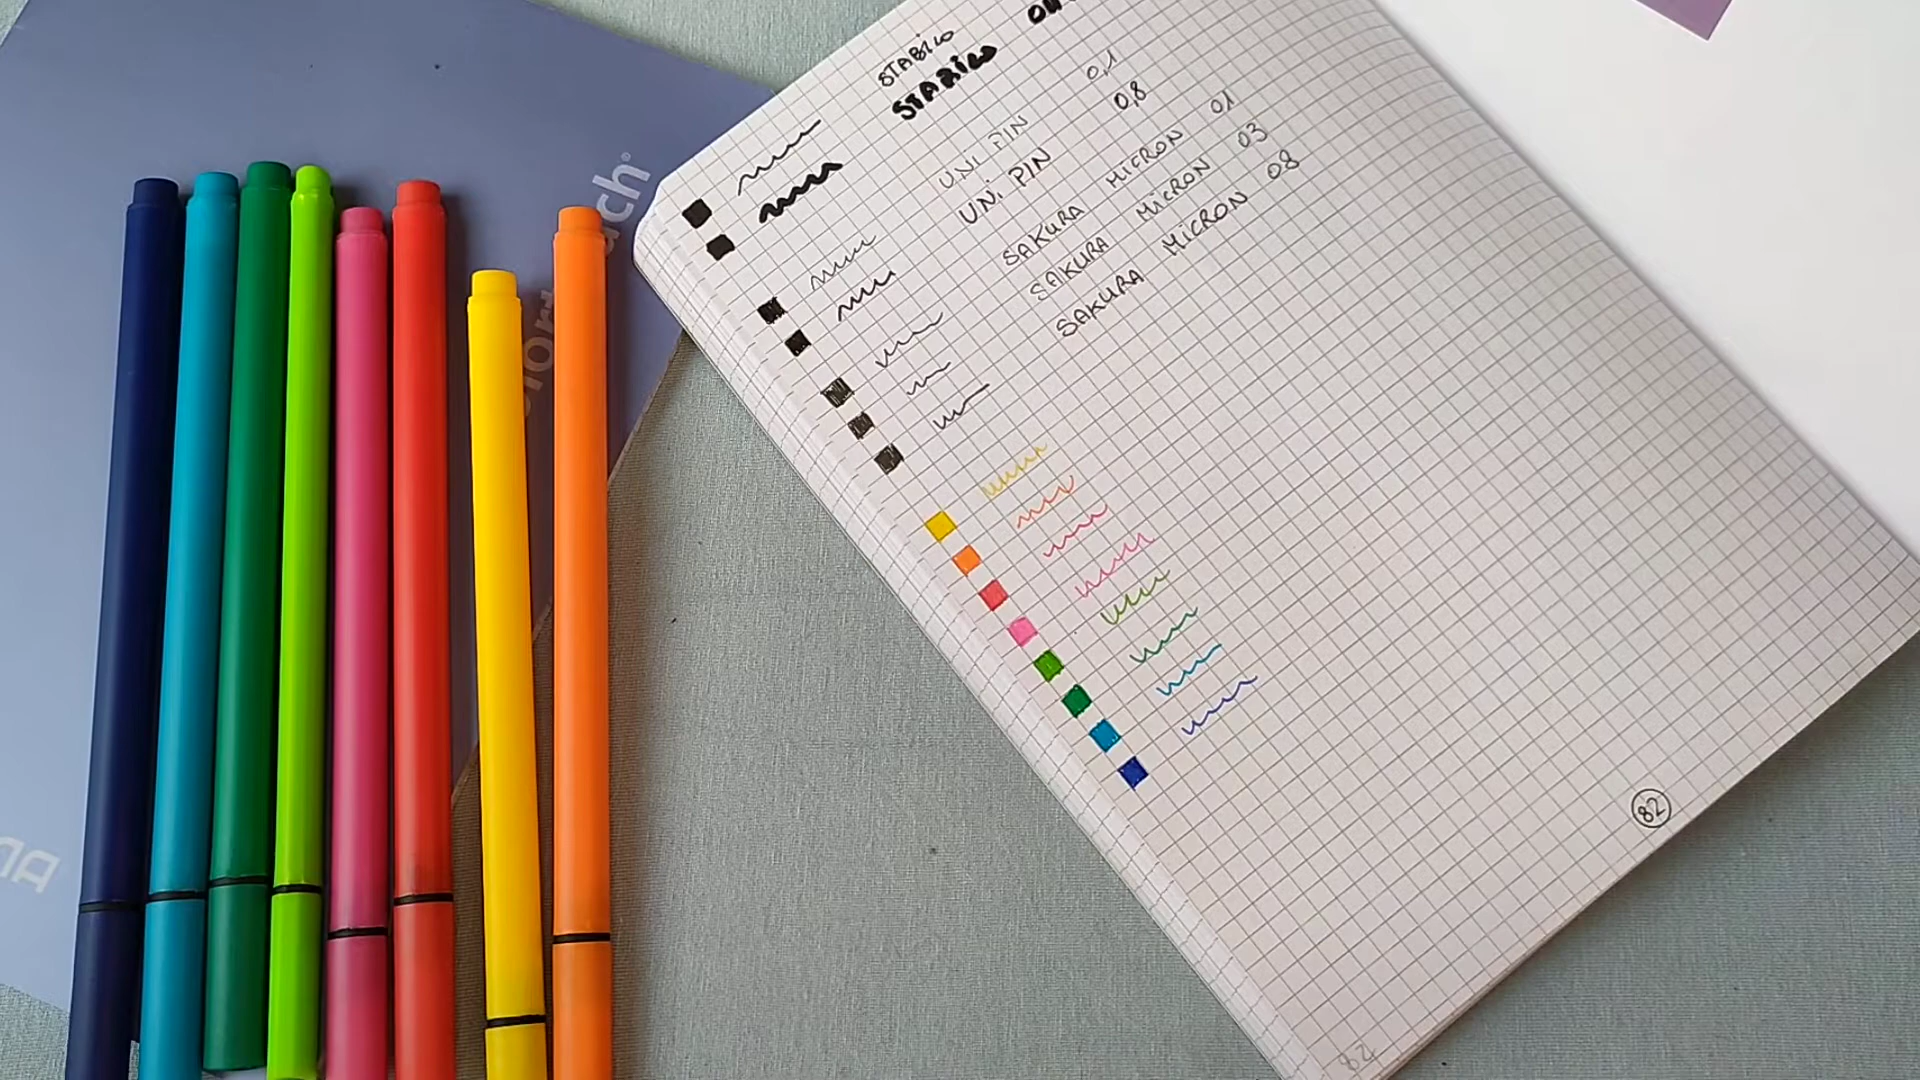 STABiLO
STABiLO
UNi PIN 0,1
UNi PIN 0,8
SAKURA MiCRON 01
SAKURA MiCRON 03
SAKURA MiCRON 08
82
82